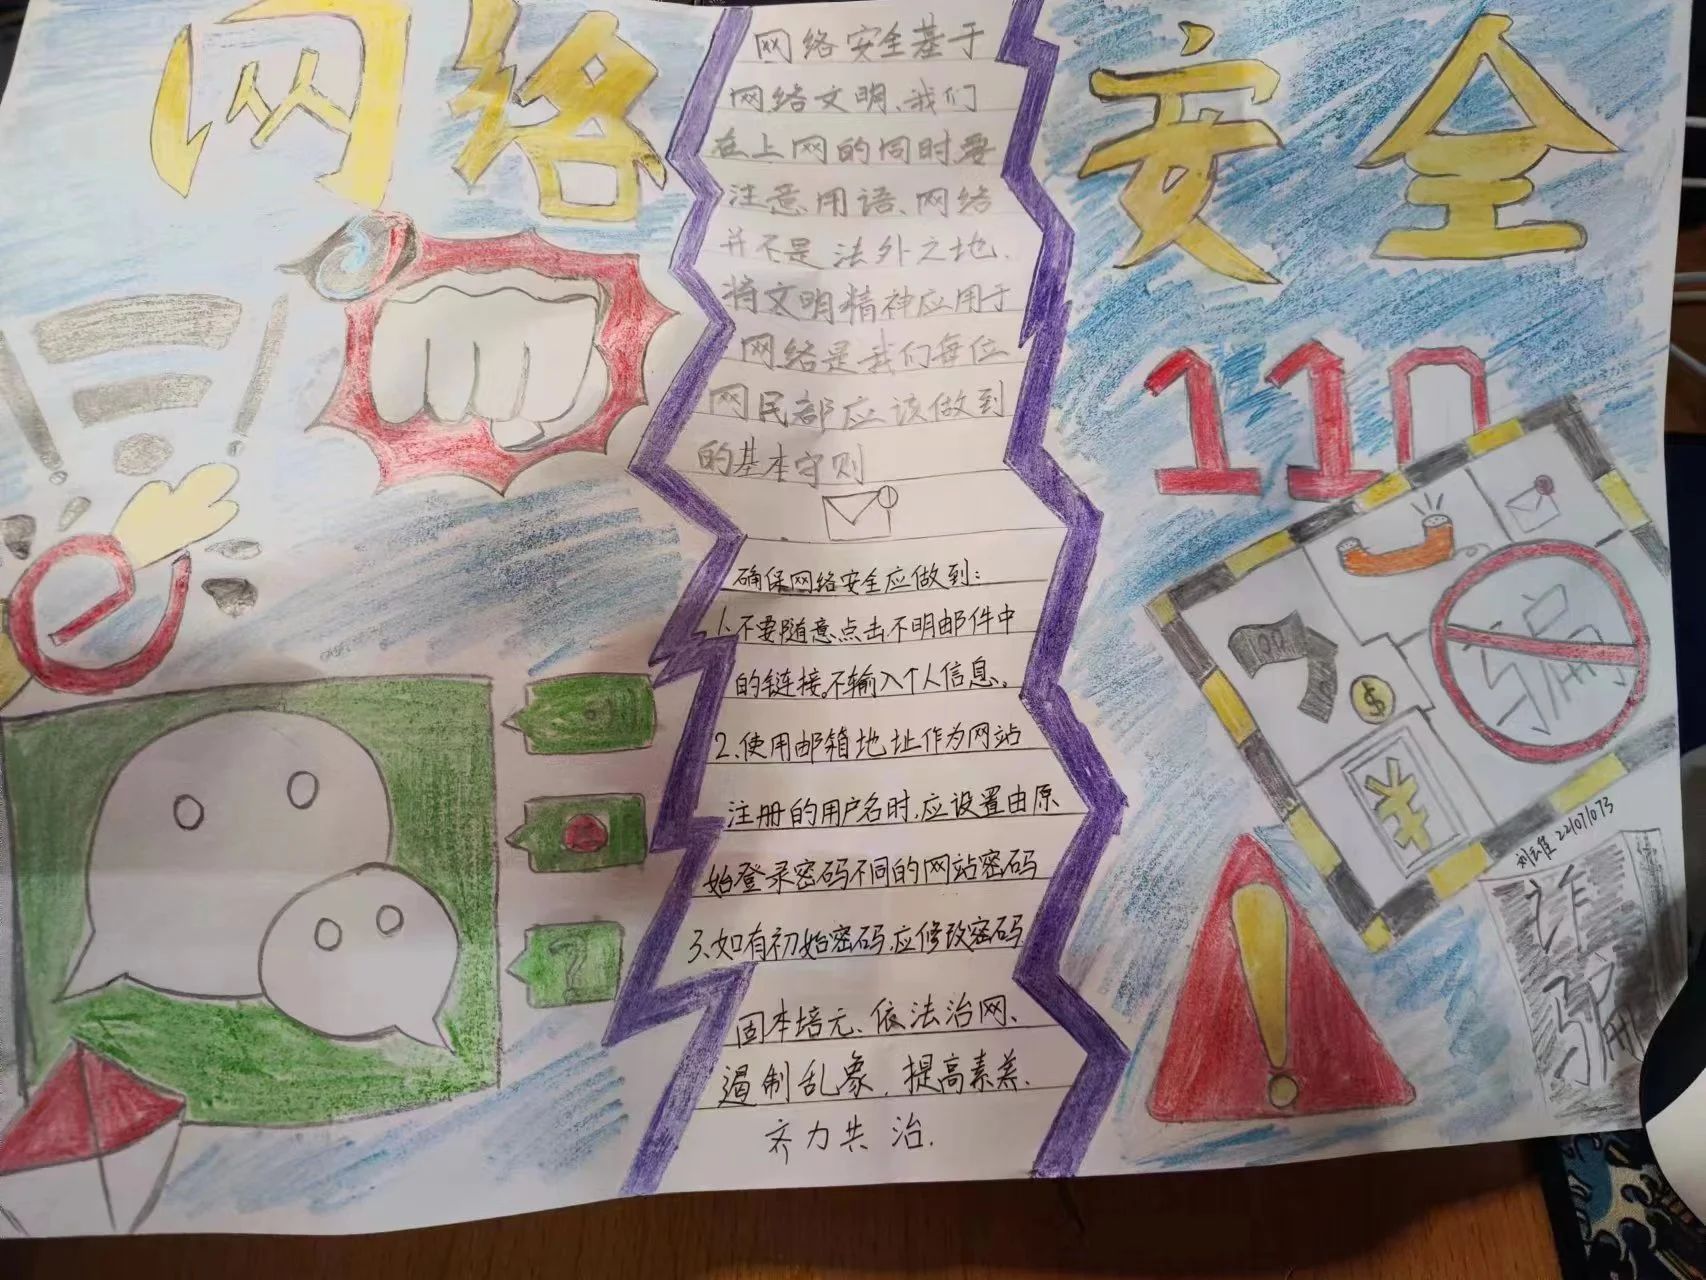 网络
安全
网络安全基于
网络文明、我们
在上网的同时要
注意用语、网络
并不是法外之地、
将文明精神应用于
网络是我们每位
网民都应该做到
的基本守则
确保网络安全应做到:
1、不要随意点击不明邮件中
的链接。不输入个人信息。
2、使用邮箱地址作为网站
注册的用户名时,应设置由原
始登录密码不同的网站密码
3、如有初始密码,应修改密码
固本培元、依法治网、
遏制乱象、提高素养、
齐力共治.
e
?
110
100
$
¥
骗
2210701073
诈
骗